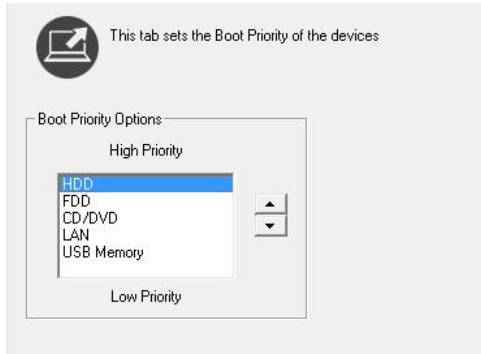 This tab sets the Boot Priority of the devices
Boot Priority Options
High Priority
HDD
FDD
CD/DVD
LAN
USB Memory
Low Priority